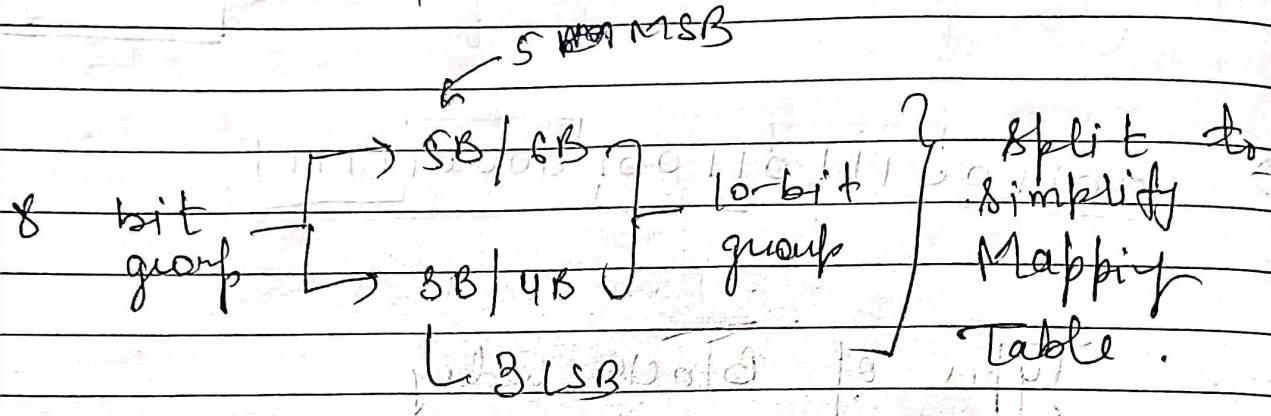 5 MSB
5B/6B
8 bit group
10-bit group
3B/4B
3 LSB
Split to
simplify
Mapping
Table.